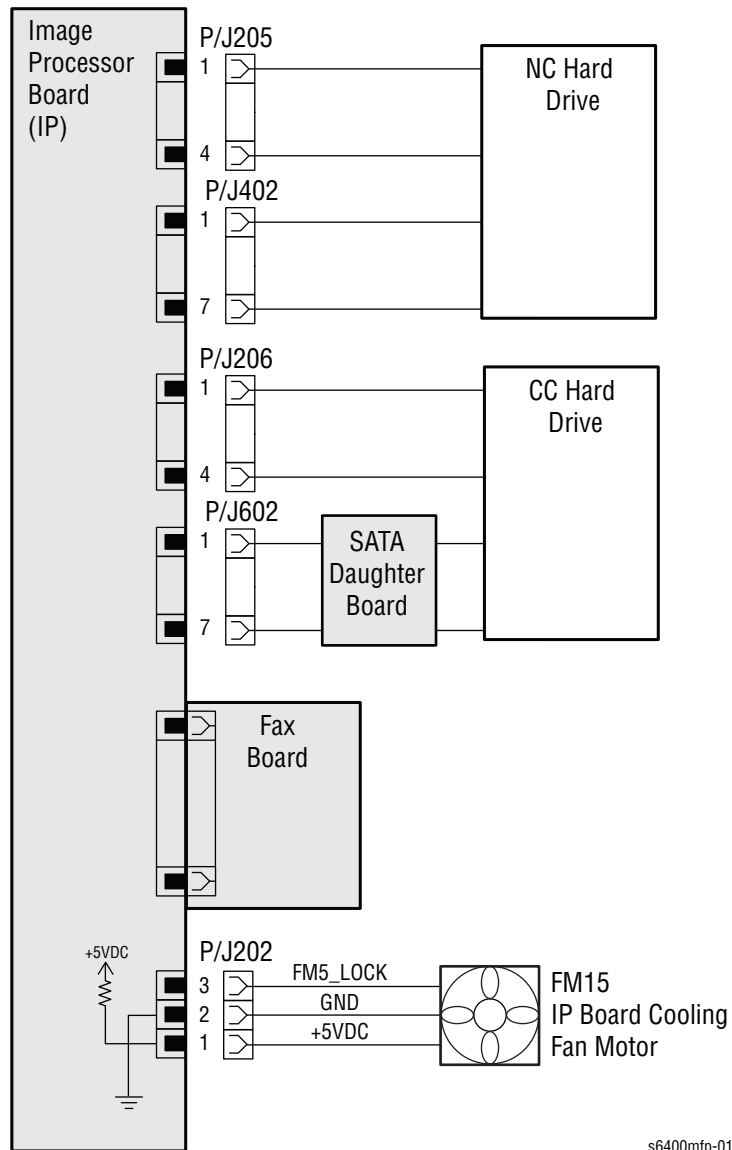 Image
Processor
Board
(IP)
P/J205
1
4
NC Hard
Drive
P/J402
1
7
P/J206
1
4
CC Hard
Drive
P/J602
1
7
SATA
Daughter
Board
Fax
Board
+5VDC
P/J202
3
2
1
FM5_LOCK
GND
+5VDC
FM15
IP Board Cooling
Fan Motor
s6400mfp-01